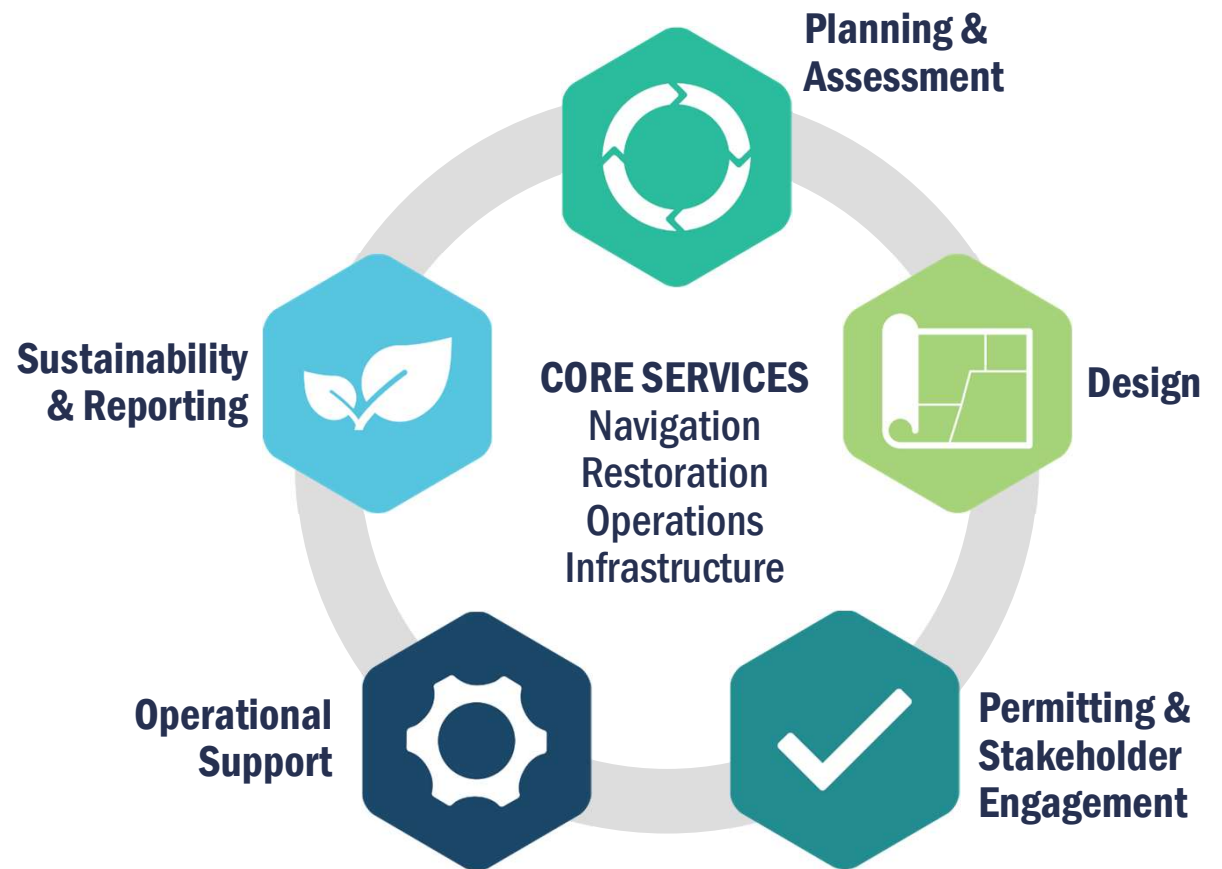 Planning &
Assessment
Sustainability
& Reporting
CORE SERVICES
Navigation
Restoration
Operations
Infrastructure
Design
Operational
Support
Permitting &
Stakeholder
Engagement